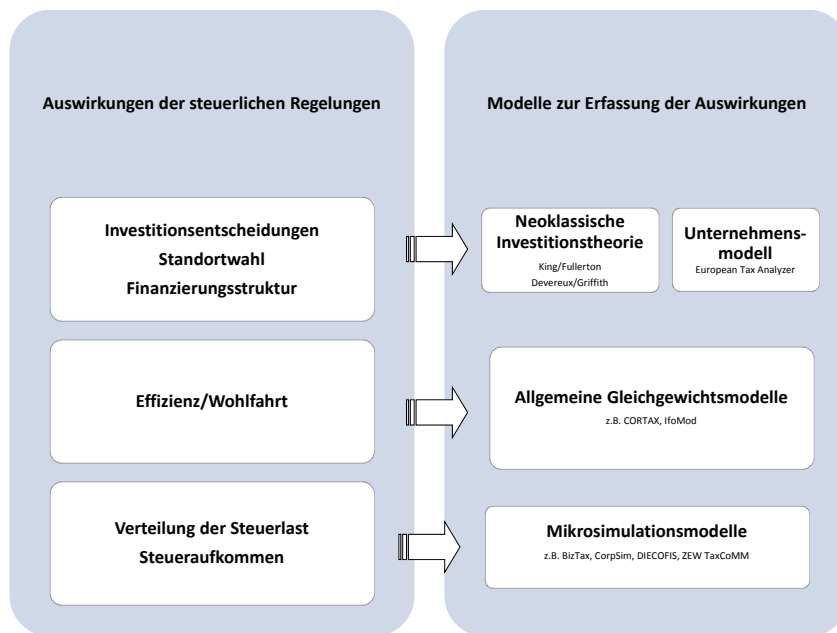 Auswirkungen der steuerlichen Regelungen
Modelle zur Erfassung der Auswirkungen
Investitionsentscheidungen
Standortwahl
Finanzierungsstruktur
Neoklassische
Investitionstheorie
King/Fullerton
Devereux/Griffith
Unternehmens-
modell
European Tax Analyzer
Effizienz/Wohlfahrt
Allgemeine Gleichgewichtsmodelle
z.B. CORTAX, IfoMod
Verteilung der Steuerlast
Steueraufkommen
Mikrosimulationsmodelle
z.B. BizTax, CorpSim, DIECOFIS, ZEW TaxCoMM